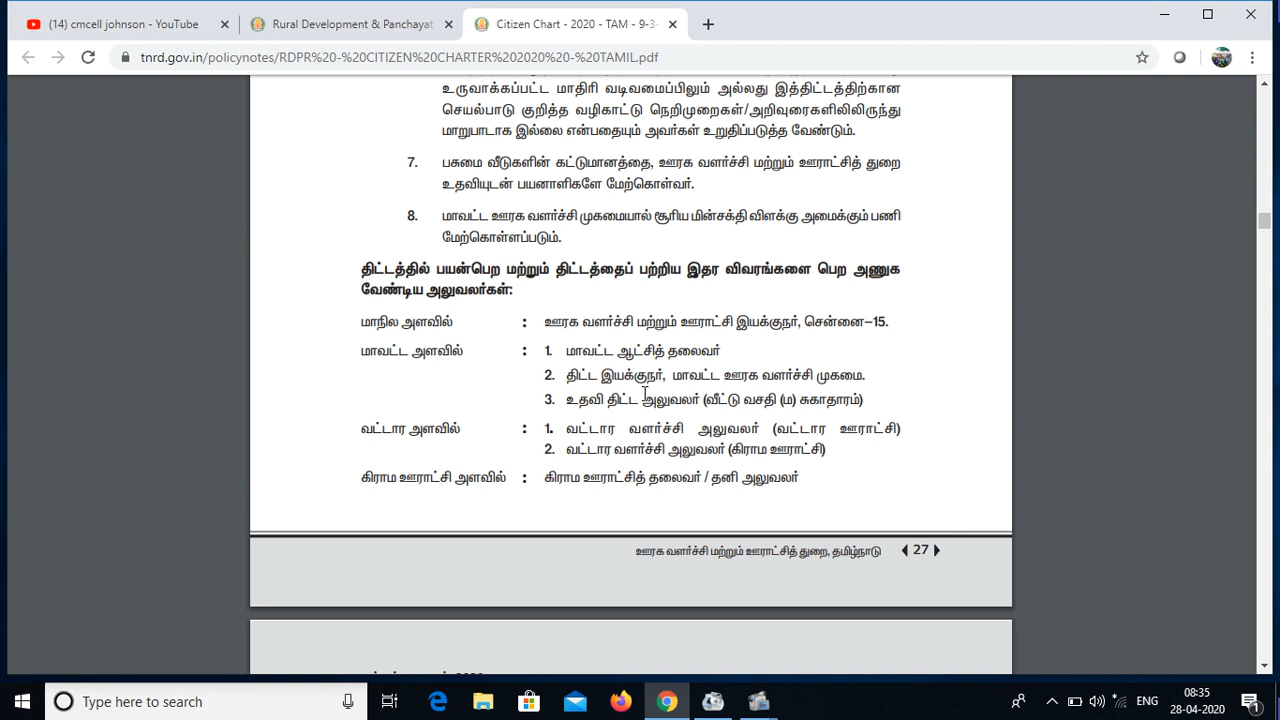 (14) cmcell johnson - YouTube
Rural Development & Panchayat
Citizen Chart - 2020 - TAM - 9-3-
tnrd.gov.in/policynotes/RDPR%20-%20CITIZEN%20CHARTER%202020%20-%20TAMIL.pdf
உருவாக்கப்பட்ட மாதிரி வடிவமைப்பிலும் அல்லது இத்திட்டத்திற்கான
செயல்பாடு குறித்த வழிகாட்டு நெறிமுறைகள்/அறிவுரைகளிலிலிருந்து
மாறுபாடாக இல்லை என்பதையும் அவர்கள் உறுதிப்படுத்த வேண்டும்.
7. பசுமை வீடுகளின் கட்டுமானத்தை, ஊரக வளர்ச்சி மற்றும் ஊராட்சித் துறை
உதவியுடன் பயனாளிகளே மேற்கொள்வர்.
8. மாவட்ட ஊரக வளர்ச்சி முகமையால் சூரிய மின்சக்தி விளக்கு அமைக்கும் பணி
மேற்கொள்ளப்படும்.
திட்டத்தில் பயன்பெற மற்றும் திட்டத்தைப் பற்றிய இதர விவரங்களை பெற அணுக
வேண்டிய அலுவலர்கள்:
மாநில அளவில் : ஊரக வளர்ச்சி மற்றும் ஊராட்சி இயக்குநர், சென்னை–15.
மாவட்ட அளவில் : 1. மாவட்ட ஆட்சித் தலைவர்
2. திட்ட இயக்குநர், மாவட்ட ஊரக வளர்ச்சி முகமை.
3. உதவி திட்ட அலுவலர் (வீட்டு வசதி (ம) சுகாதாரம்)
வட்டார அளவில் : 1. வட்டார வளர்ச்சி அலுவலர் (வட்டார ஊராட்சி)
2. வட்டார வளர்ச்சி அலுவலர் (கிராம ஊராட்சி)
கிராம ஊராட்சி அளவில் : கிராம ஊராட்சித் தலைவர் / தனி அலுவலர்
ஊரக வளர்ச்சி மற்றும் ஊராட்சித் துறை, தமிழ்நாடு 27
Type here to search
ENG
08:35
28-04-2020
1